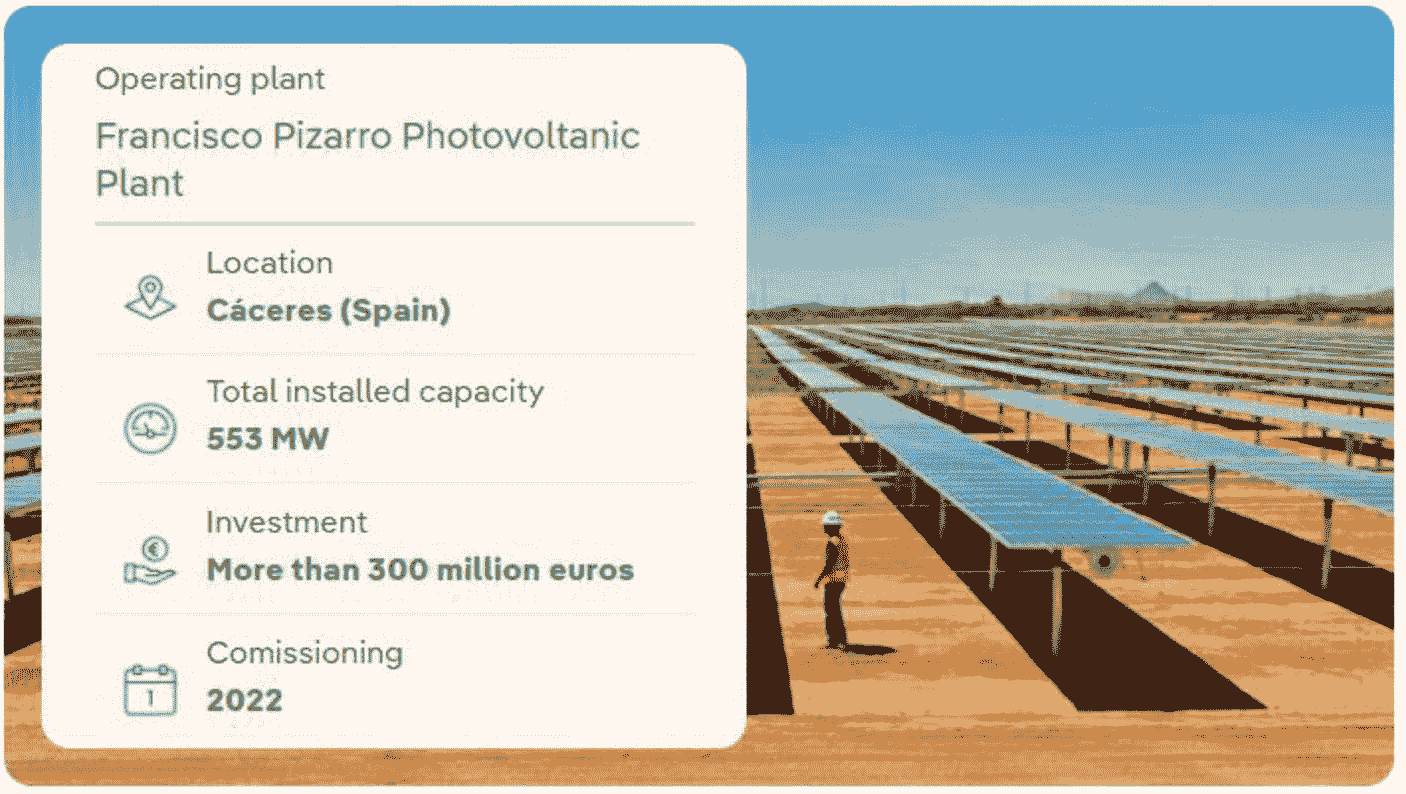 Operating plant
Francisco Pizarro Photovoltanic
Plant
Location
Cáceres (Spain)
Total installed capacity
553 MW
Investment
More than 300 million euros
Comissioning
1
2022